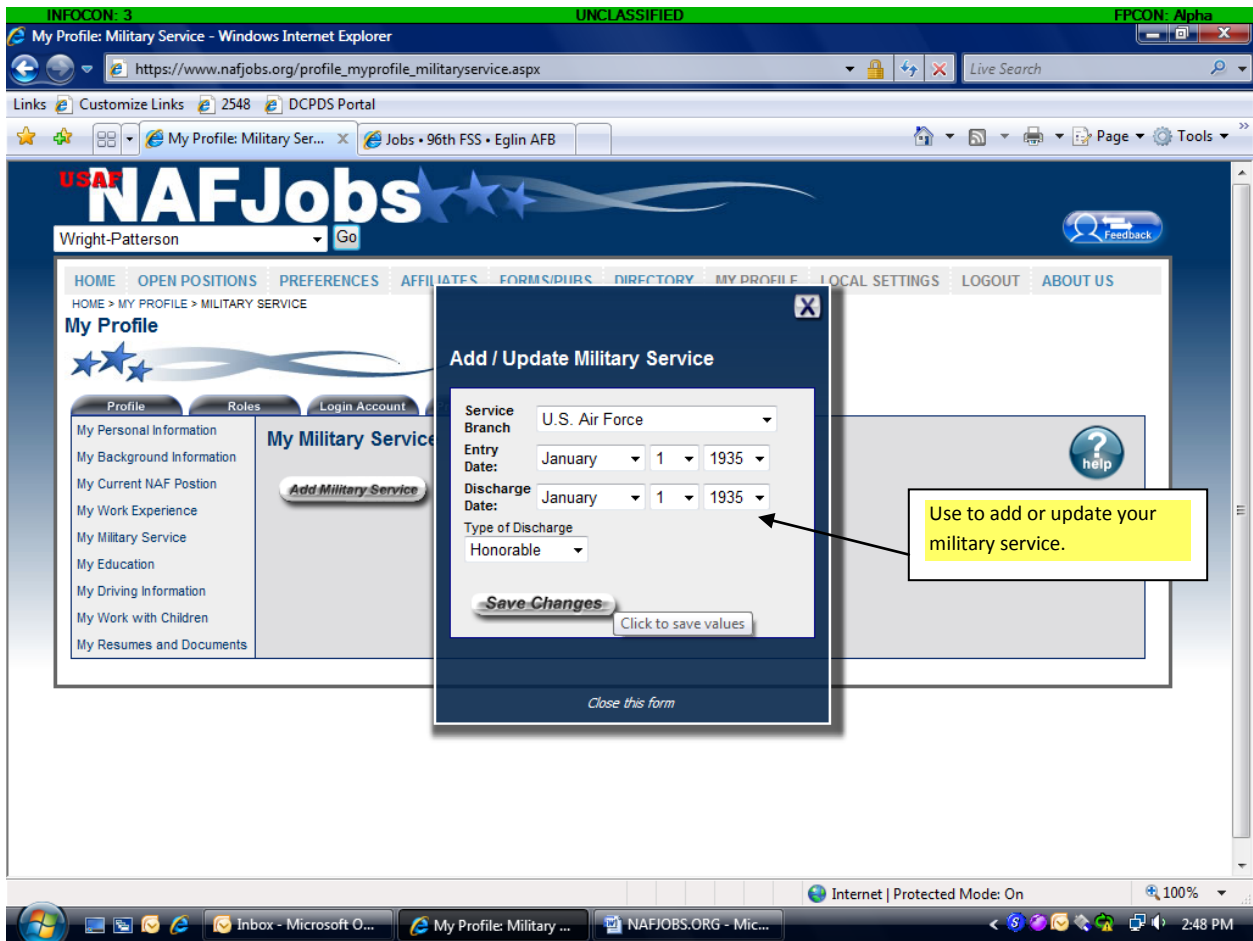 INFOCON: 3 UNCLASSIFIED FPCON: Alpha
My Profile: Military Service - Windows Internet Explorer
https://www.nafjobs.org/profile_myprofile_militaryservice.aspx Live Search
Links Customize Links 2548 DCPDS Portal
My Profile: Military Ser... Jobs • 96th FSS • Eglin AFB Page Tools
USAF
NAFJobs
Wright-Patterson Go
Feedback
HOME OPEN POSITIONS PREFERENCES AFFILIATES FORMS/PUBS DIRECTORY MY PROFILE LOCAL SETTINGS LOGOUT ABOUT US
HOME > MY PROFILE > MILITARY SERVICE
My Profile
Profile Roles Login Account
My Personal Information
My Background Information
My Current NAF Postion
My Work Experience
My Military Service
My Education
My Driving Information
My Work with Children
My Resumes and Documents
My Military Service
Add Military Service
help
X
Add / Update Military Service
Service Branch U.S. Air Force
Entry Date: January 1 1935
Discharge Date: January 1 1935
Type of Discharge
Honorable
Save Changes
Click to save values
Close this form
Use to add or update your
military service.
Internet | Protected Mode: On 100%
Inbox - Microsoft O... My Profile: Military ... NAFJOBS.ORG - Mic... 2:48 PM